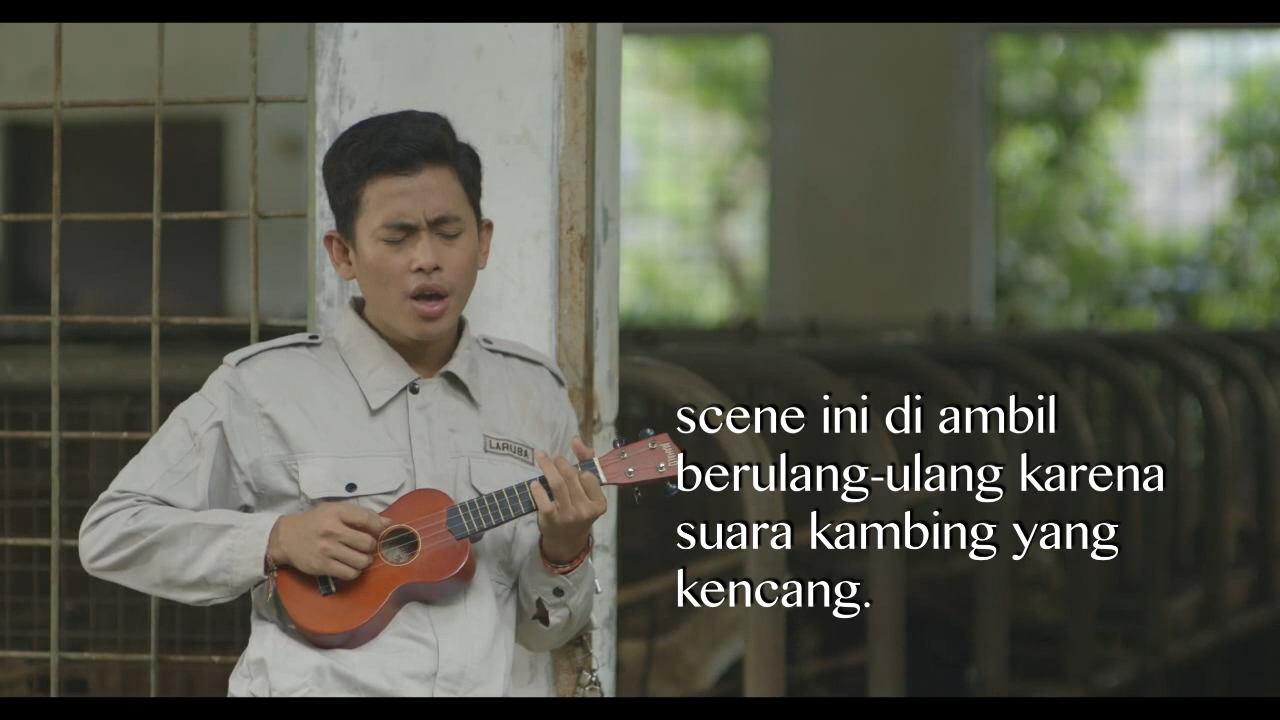 LARUBA
scene ini di ambil
berulang-ulang karena
suara kambing yang
kencang.